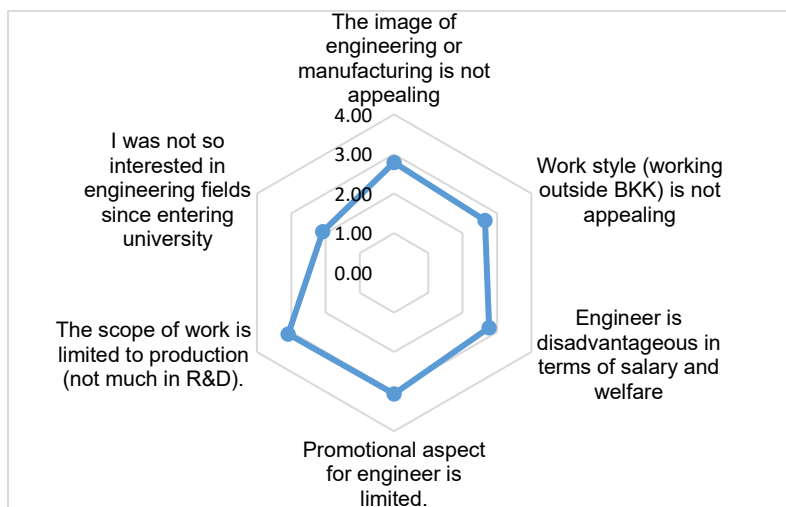 The image of
engineering or
manufacturing is not
appealing
4.00
3.00
2.00
1.00
0.00
Work style (working
outside BKK) is not
appealing
Engineer is
disadvantageous in
terms of salary and
welfare
Promotional aspect
for engineer is
limited.
The scope of work is
limited to production
(not much in R&D).
I was not so
interested in
engineering fields
since entering
university